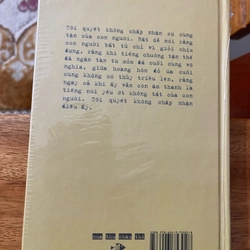 Tôi quyết không chấp nhận sự cùng
tận của con người. Rất dễ nói rằng
con người bất tử chỉ vì giỏi chịu
đựng, rằng khi tiếng chuông tận thế
đã ngân tan từ hòn đá cuối cùng vô
nghĩa, giữa hoàng hôn đỏ ửa cuối
cùng không cơ thủy triều lên, rằng
ngay cả khi ấy vẫn còn âm thanh là
tiếng nói yếu ớt không tắt của con
người. Tôi quyết không chấp nhận
điều ấy.